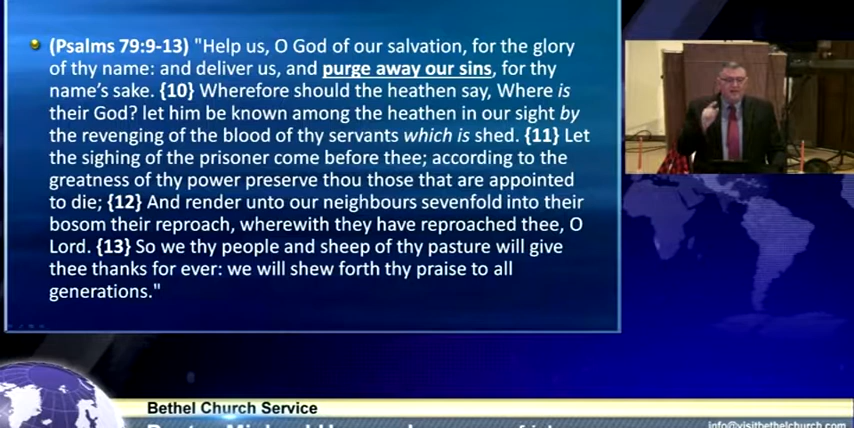 (Psalms 79:9-13) "Help us, O God of our salvation, for the glory
of thy name: and deliver us, and purge away our sins, for thy
name's sake. {10} Wherefore should the heathen say, Where is
their God? let him be known among the heathen in our sight by
the revenging of the blood of thy servants which is shed. {11} Let
the sighing of the prisoner come before thee; according to the
greatness of thy power preserve thou those that are appointed
to die; {12} And render unto our neighbours sevenfold into their
bosom their reproach, wherewith they have reproached thee, O
Lord. {13} So we thy people and sheep of thy pasture will give
thee thanks for ever: we will shew forth thy praise to all
generations."
Bethel Church Service
info@visitbethelchurch.com